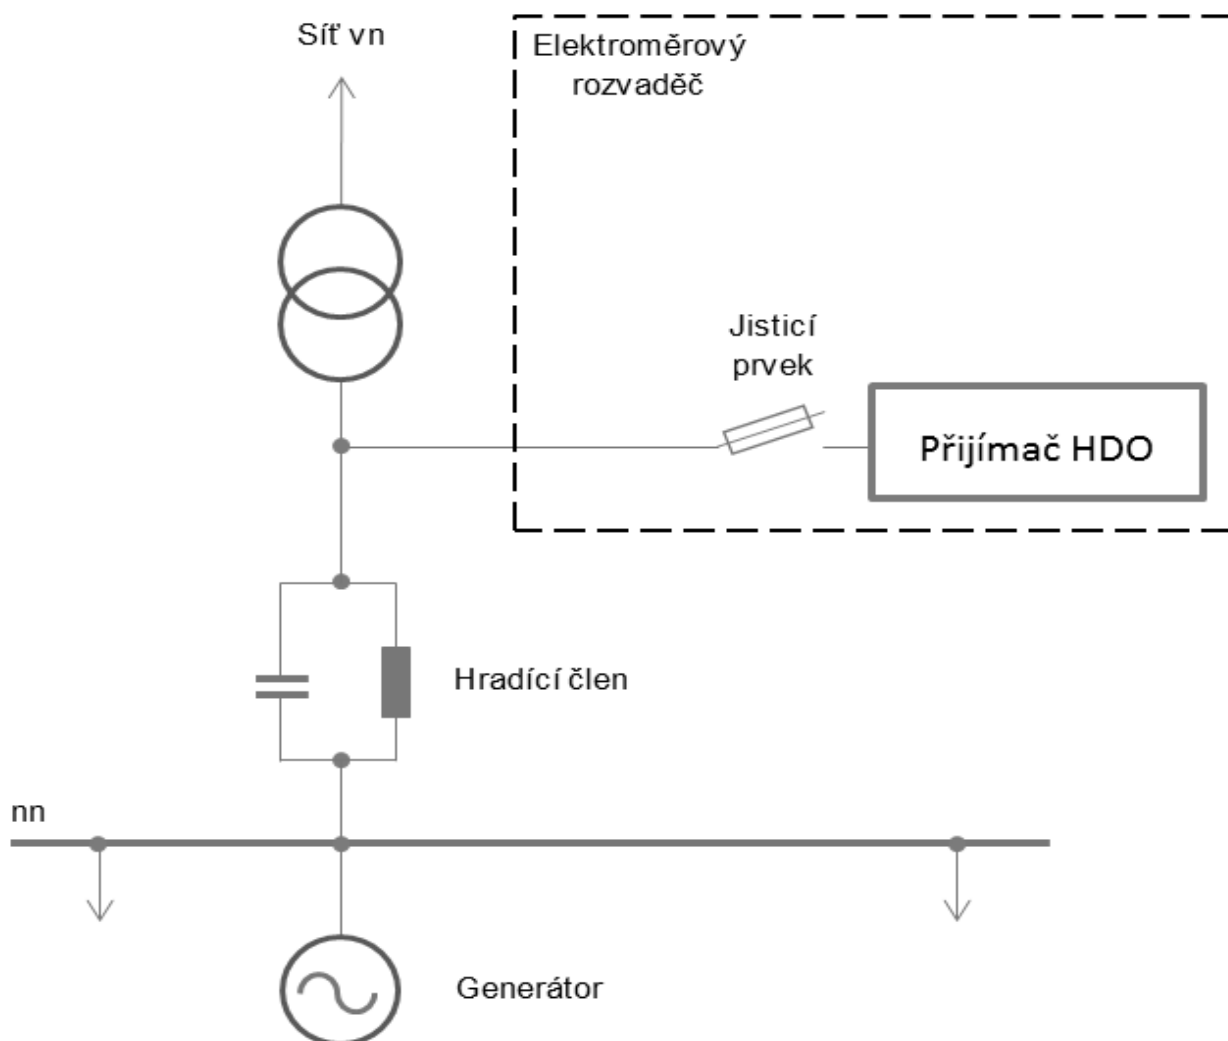 Síť vn
Elektroměrový
rozvaděč
Jisticí
prvek
Přijímač HDO
Hradící člen
nn
Generátor